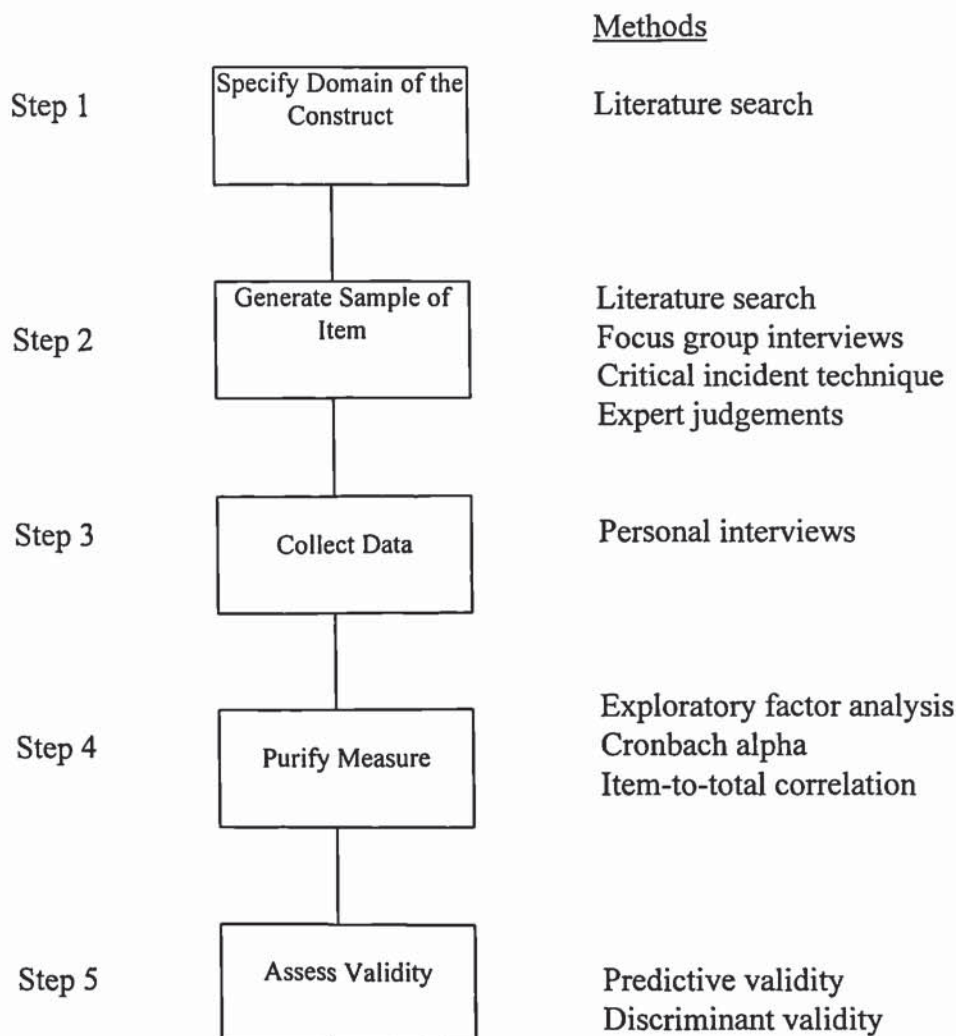 Methods
Step 1
Specify Domain of the
Construct
Literature search
Step 2
Generate Sample of
Item
Literature search
Focus group interviews
Critical incident technique
Expert judgements
Step 3
Collect Data
Personal interviews
Step 4
Purify Measure
Exploratory factor analysis
Cronbach alpha
Item-to-total correlation
Step 5
Assess Validity
Predictive validity
Discriminant validity